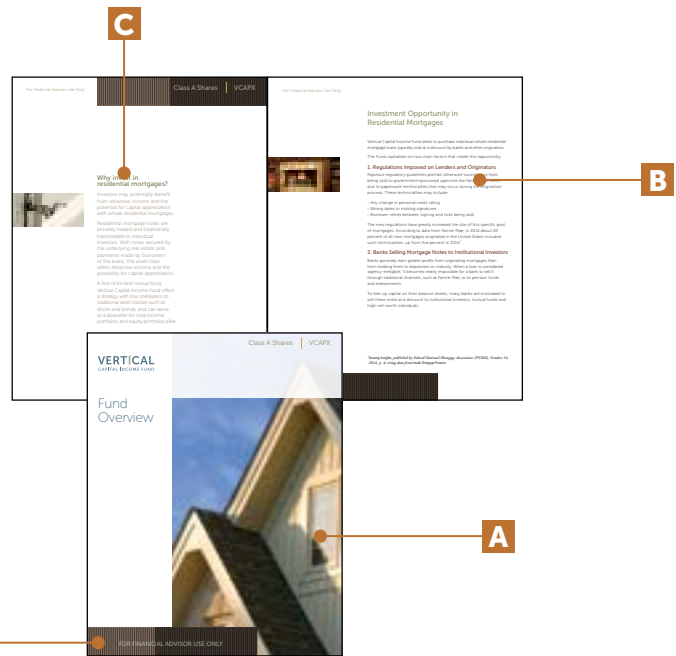 C
For Financial Advisor Use Only
Class A Shares | VCAPX
Why invest in
residential mortgages?
Investors may potentially benefit
from attractive income and the
potential for capital appreciation
with whole residential mortgages.
Residential mortgage notes are
privately traded and traditionally
inaccessible to individual
investors. With notes secured by
the underlying real estate and
payments made by borrowers
of the loans, this asset class
offers attractive income and the
possibility for capital appreciation.
A first-of-its-kind mutual fund,
Vertical Capital Income Fund offers
a strategy with low correlation to
traditional asset classes such as
stocks and bonds, and can serve
as a diversifier for core income
portfolios and equity portfolios alike.
For Financial Advisor Use Only
Investment Opportunity in
Residential Mortgages
Vertical Capital Income Fund seeks to purchase individual whole residential
mortgage loans typically sold at a discount by banks and other originators.
The fund capitalizes on two main factors that create this opportunity:
1. Regulations Imposed on Lenders and Originators
Rigorous regulatory guidelines prohibit otherwise-sound loans from
being sold to government-sponsored agencies like
due to paperwork technicalities that may occur during the origination
process. These technicalities may include:
- Any change in personal credit rating
- Wrong dates or missing signatures
- Borrower retires between signing and note being sold
The new regulations have greatly increased the size of this specific pool
of mortgages. According to data from Fannie Mae, in 2014 about 20
percent of all new mortgages originated in the United States included
such technicalities, up from five percent in
2. Banks Selling Mortgage Notes to Institutional Investors
Banks generally earn greater profits from originating mortgages than
from holding them to disposition or maturity. When a loan is considered
'agency-ineligible,' it becomes nearly impossible for a bank to sell it
through traditional channels, such as Fannie Mae, or to pension funds
and endowments.
To free up capital on their balance sheets, many banks are motivated to
sell these notes at a discount to institutional investors, mutual funds and
high-net-worth individuals.
published by Federal National Mortgage Association (FNMA), October 24,
2014, p. 4;
B
Class A Shares | VCAPX
VERTICAL
CAPITAL INCOME FUND
Fund
Overview
A
FOR FINANCIAL ADVISOR USE ONLY